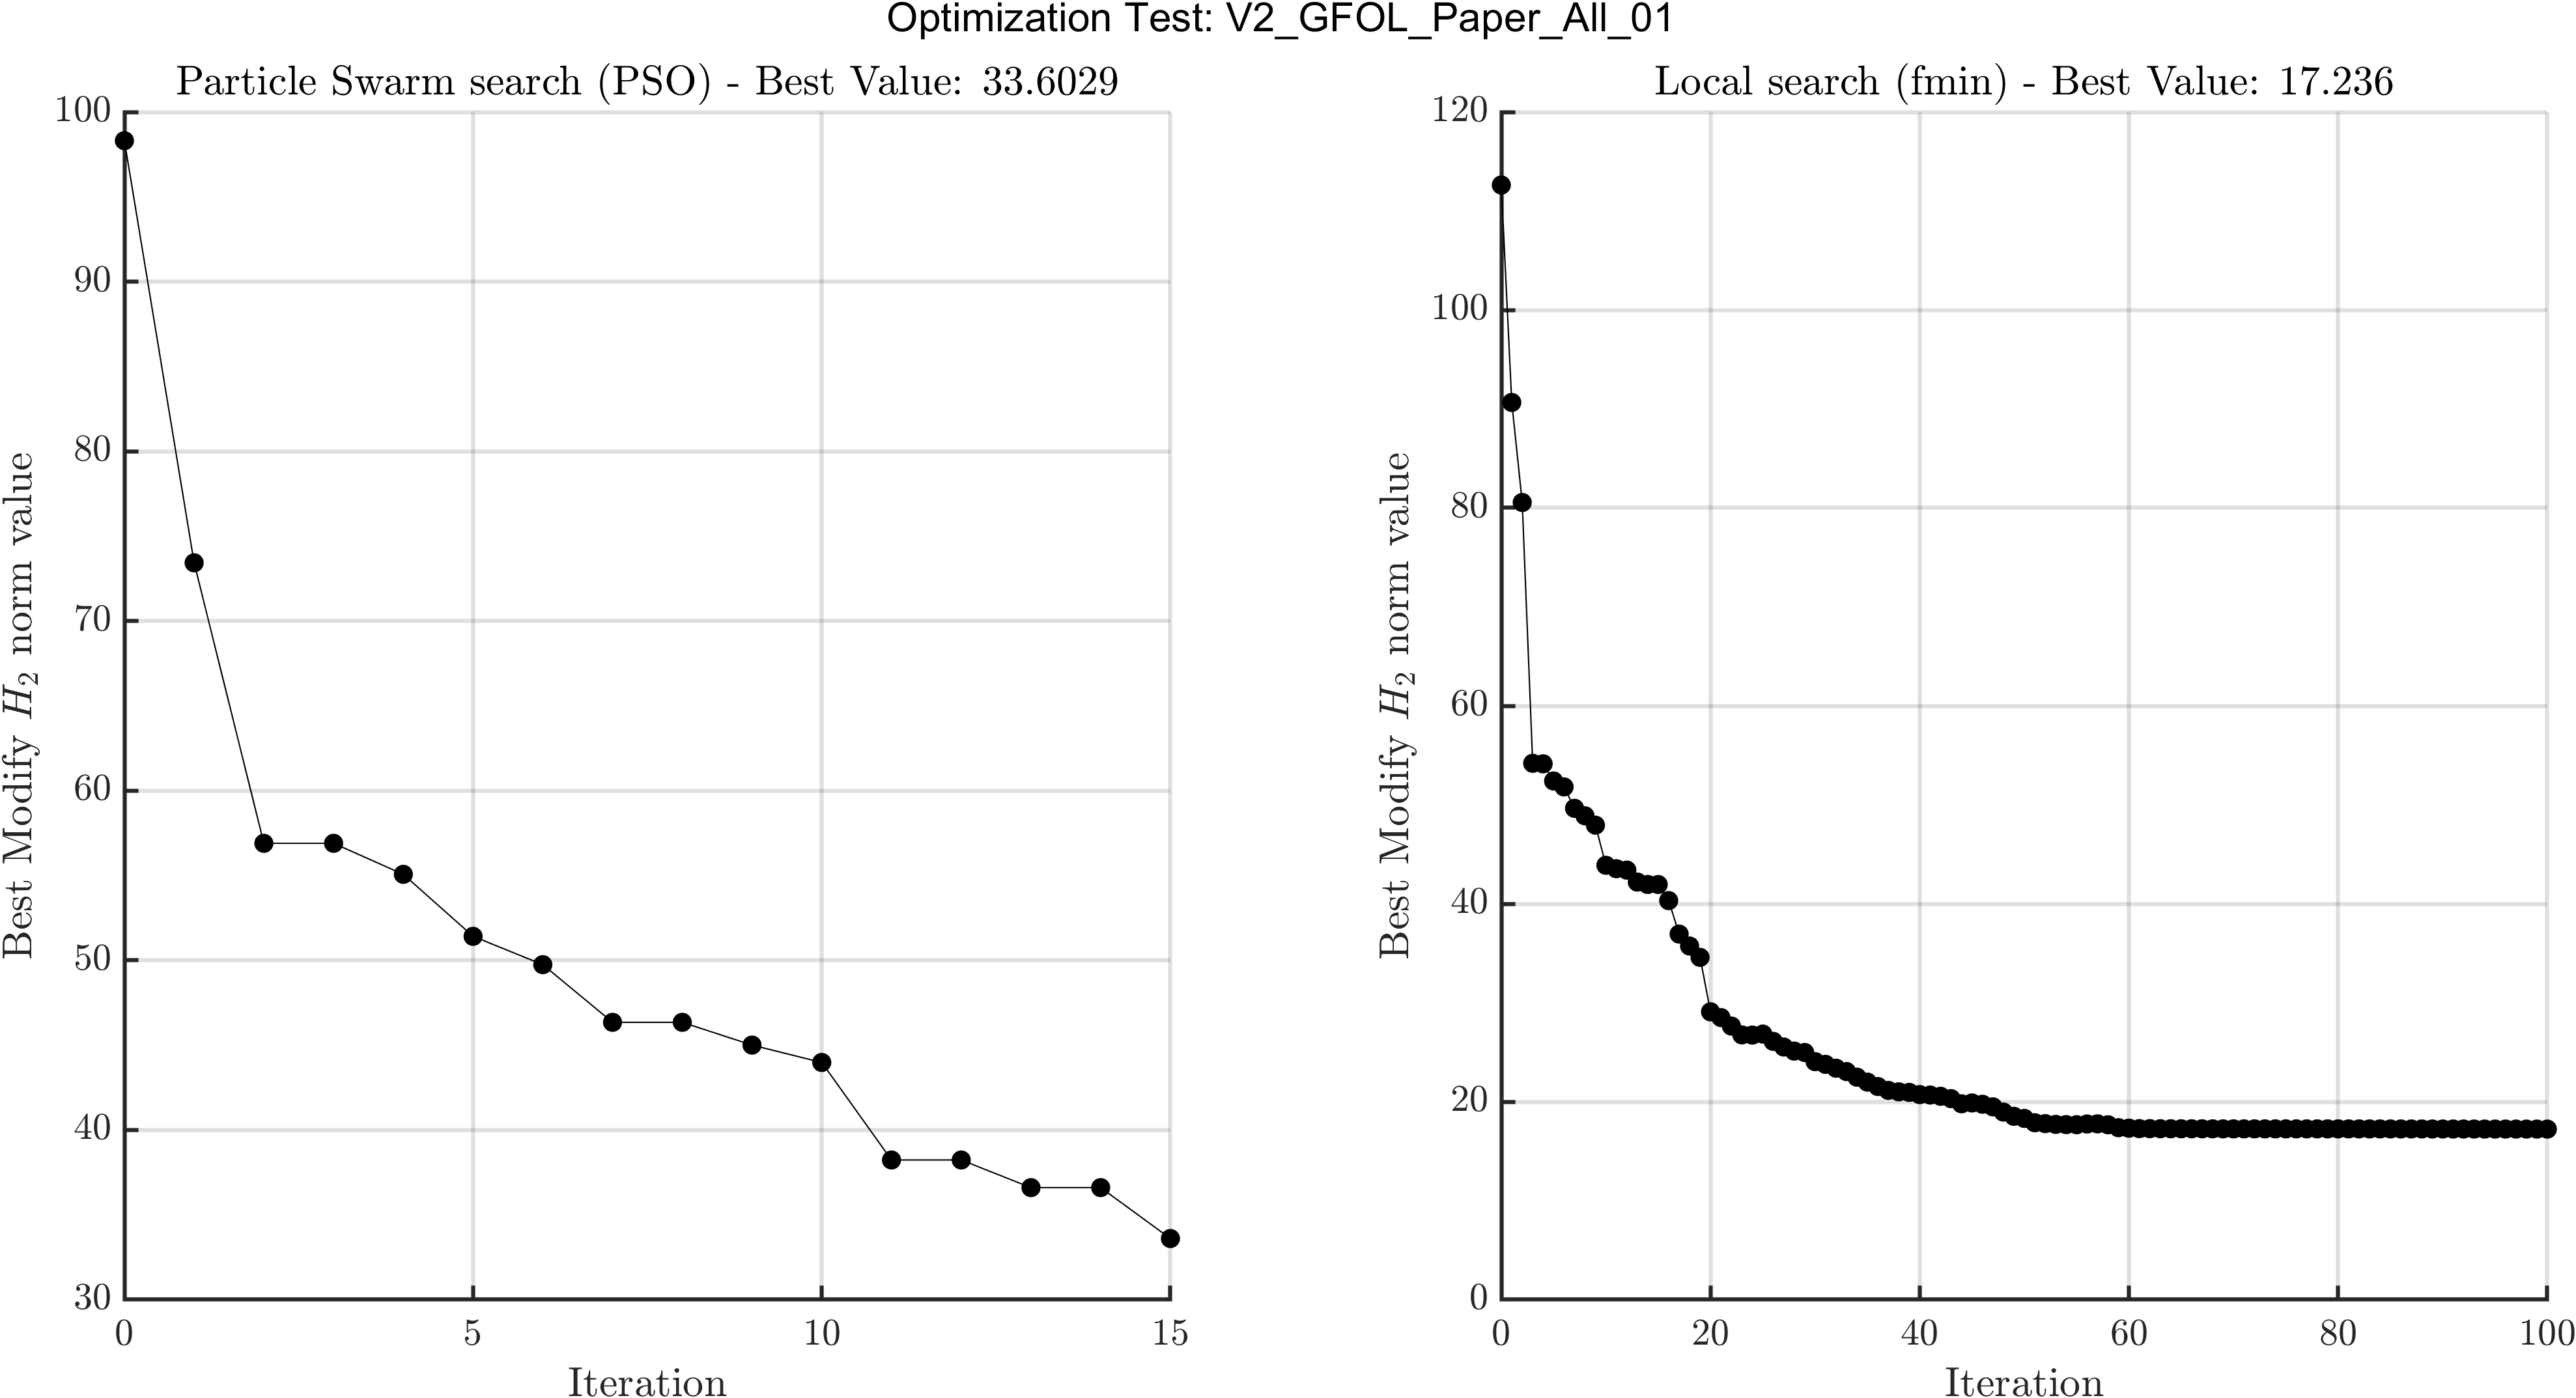 Optimization Test: V2_GFOL_Paper_All_01
Particle Swarm search (PSO) - Best Value: 33.6029
100
90
80
70
60
50
40
30
Best Modify H₂ norm value
0 5 10 15
Iteration
Local search (fmin) - Best Value: 17.236
120
100
80
60
40
20
0
Best Modify H₂ norm value
0 20 40 60 80 100
Iteration